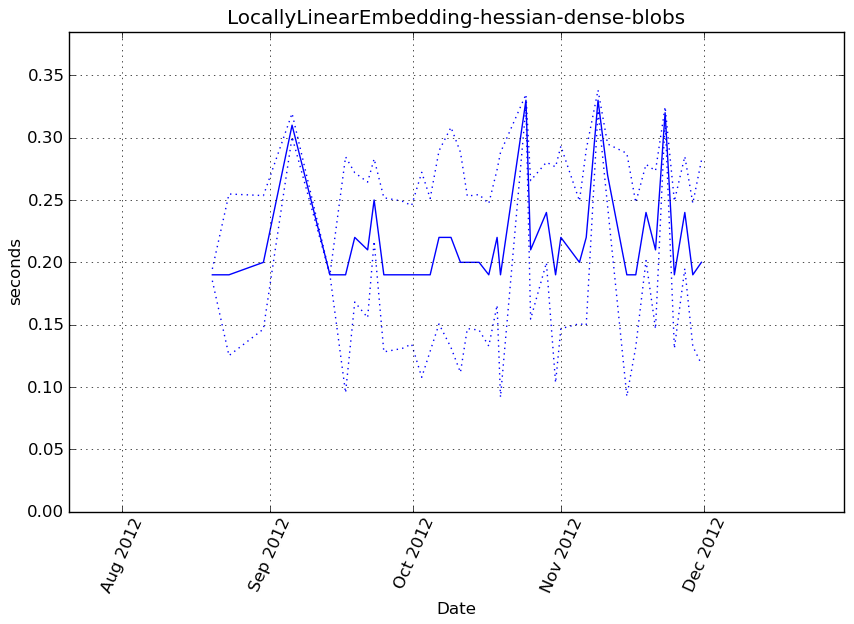 LocallyLinearEmbedding-hessian-dense-blobs
seconds
0.35
0.30
0.25
0.20
0.15
0.10
0.05
0.00
Aug 2012
Sep 2012
Oct 2012
Nov 2012
Dec 2012
Date